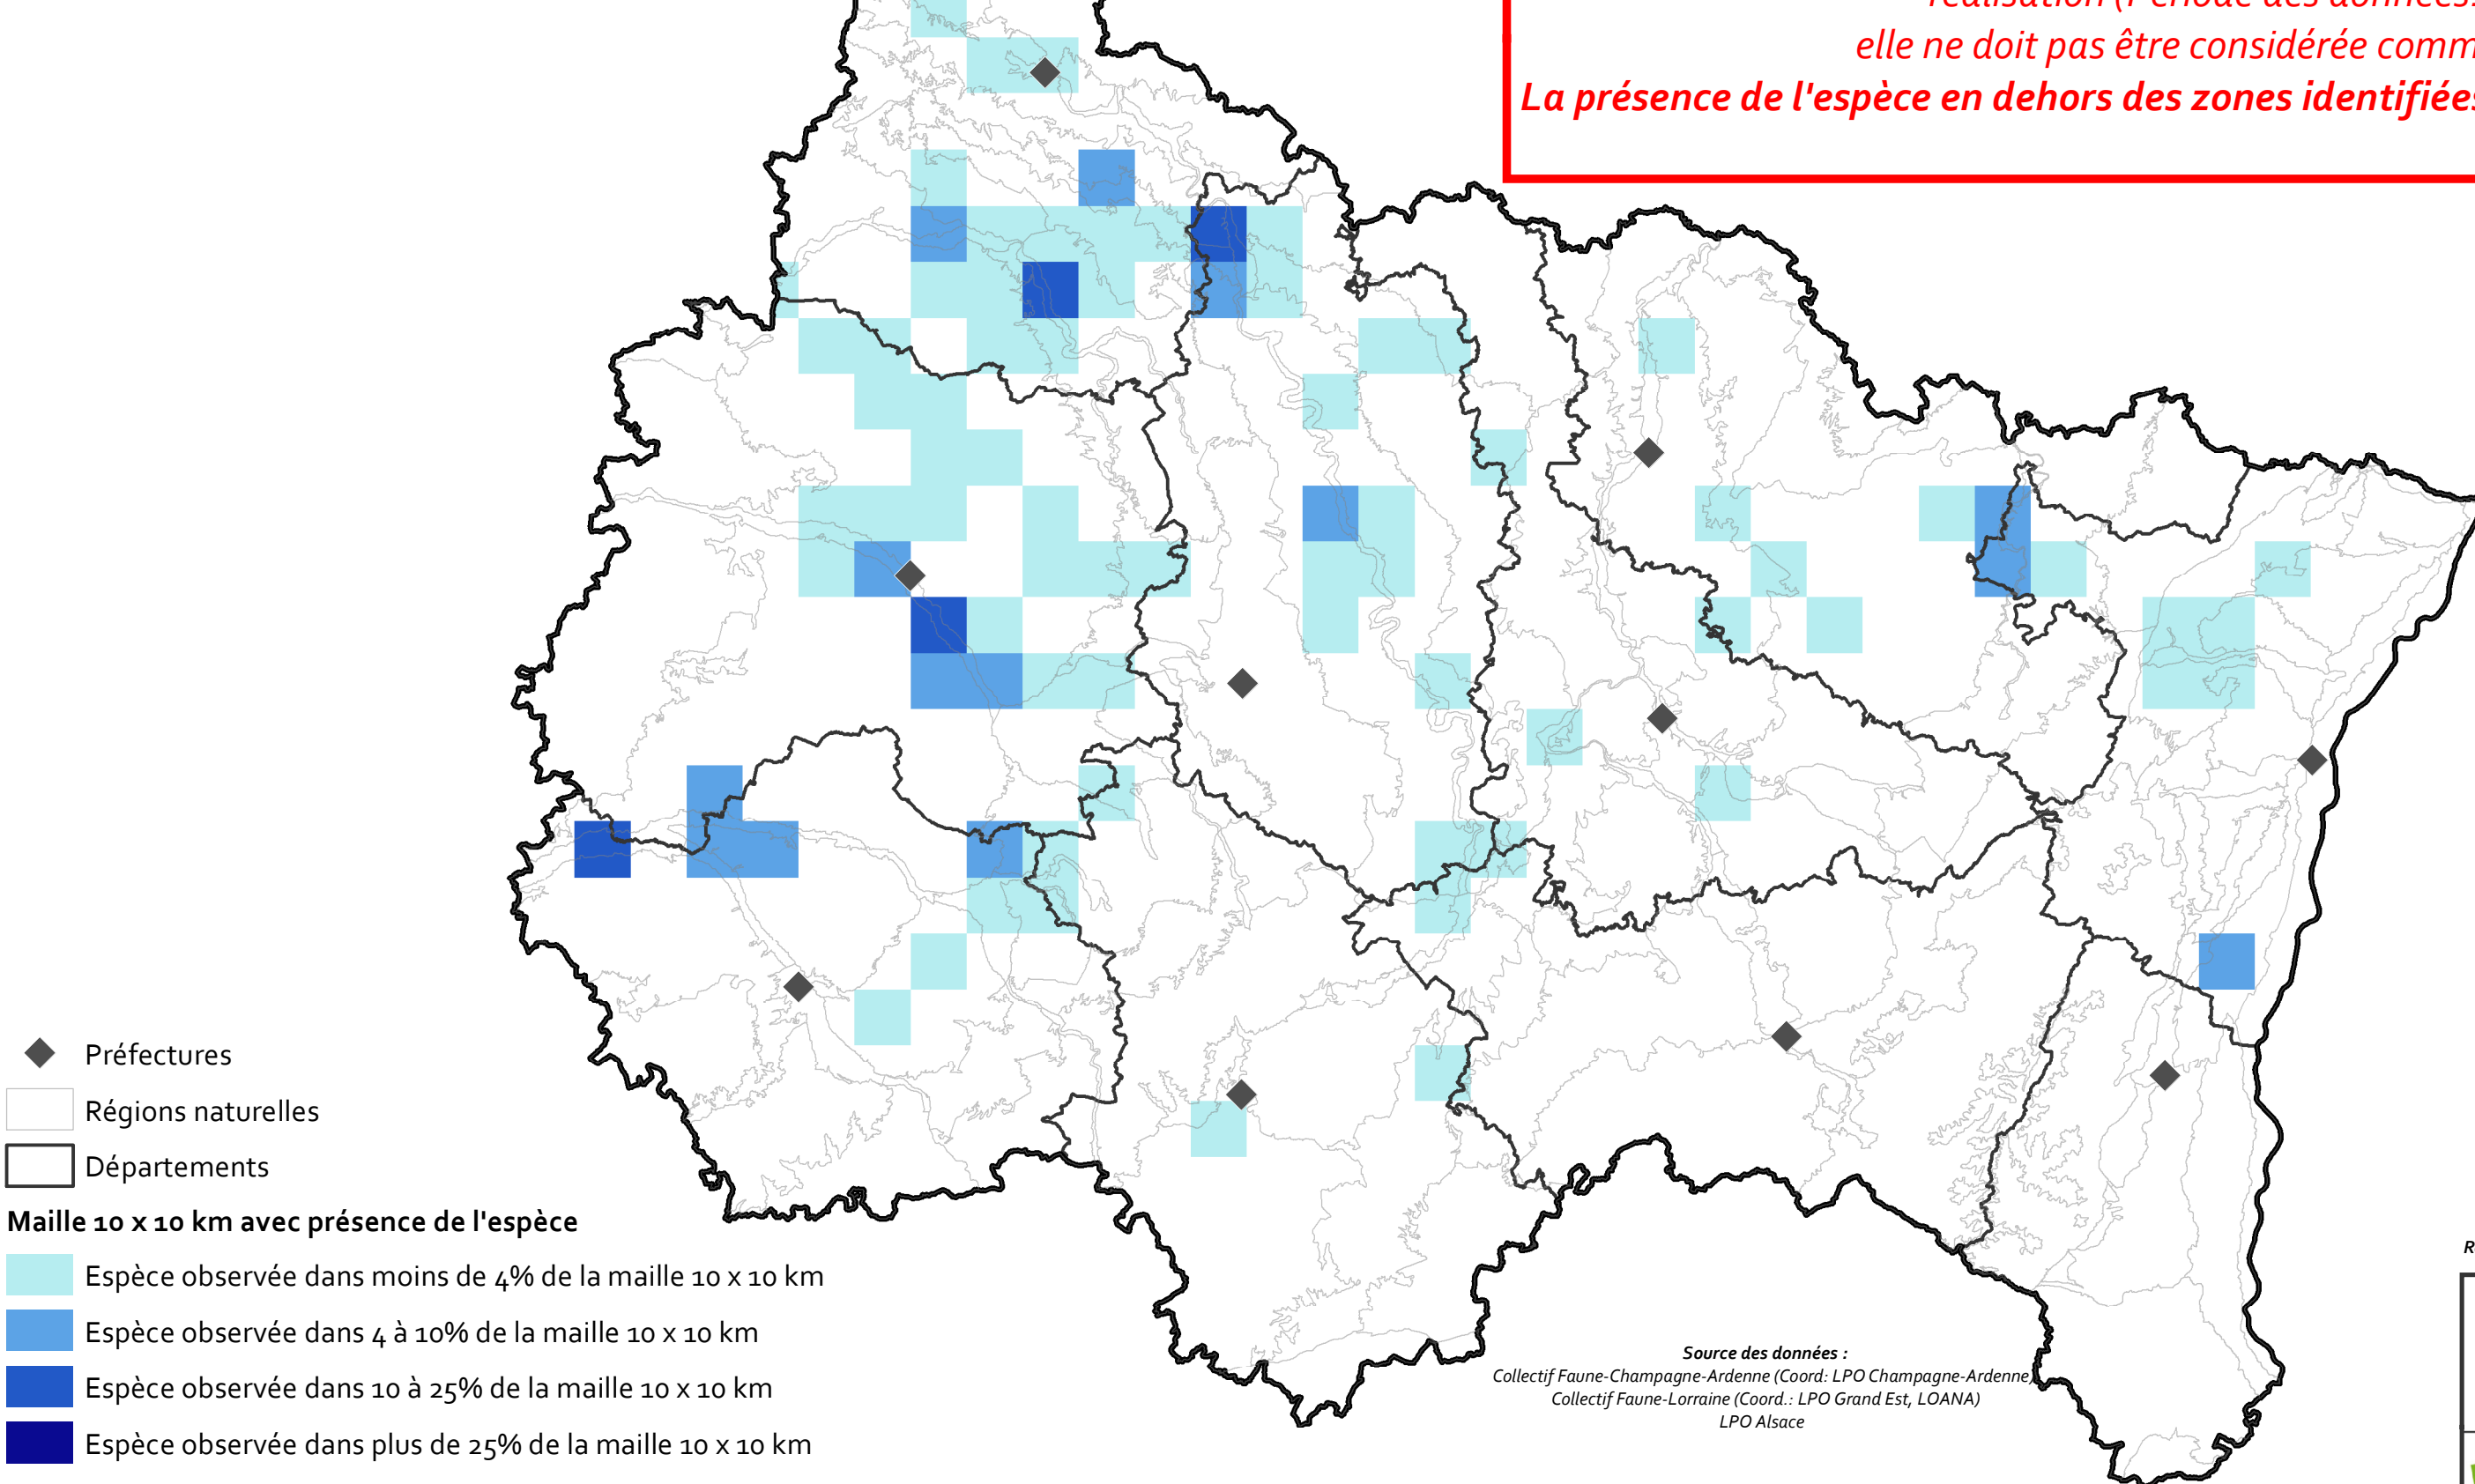 elle ne doit pas être considérée comm
La présence de l'espèce en dehors des zones identifiées
Préfectures
Régions naturelles
Départements
Maille 10 x 10 km avec présence de l'espèce
Espèce observée dans moins de 4% de la maille 10 x 10 km
Espèce observée dans 4 à 10% de la maille 10 x 10 km
Espèce observée dans 10 à 25% de la maille 10 x 10 km
Espèce observée dans plus de 25% de la maille 10 x 10 km
Source des données :
Collectif Faune-Champagne-Ardenne (Coord: LPO Champagne-Ardenne)
Collectif Faune-Lorraine (Coord.: LPO Grand Est, LOANA)
LPO Alsace